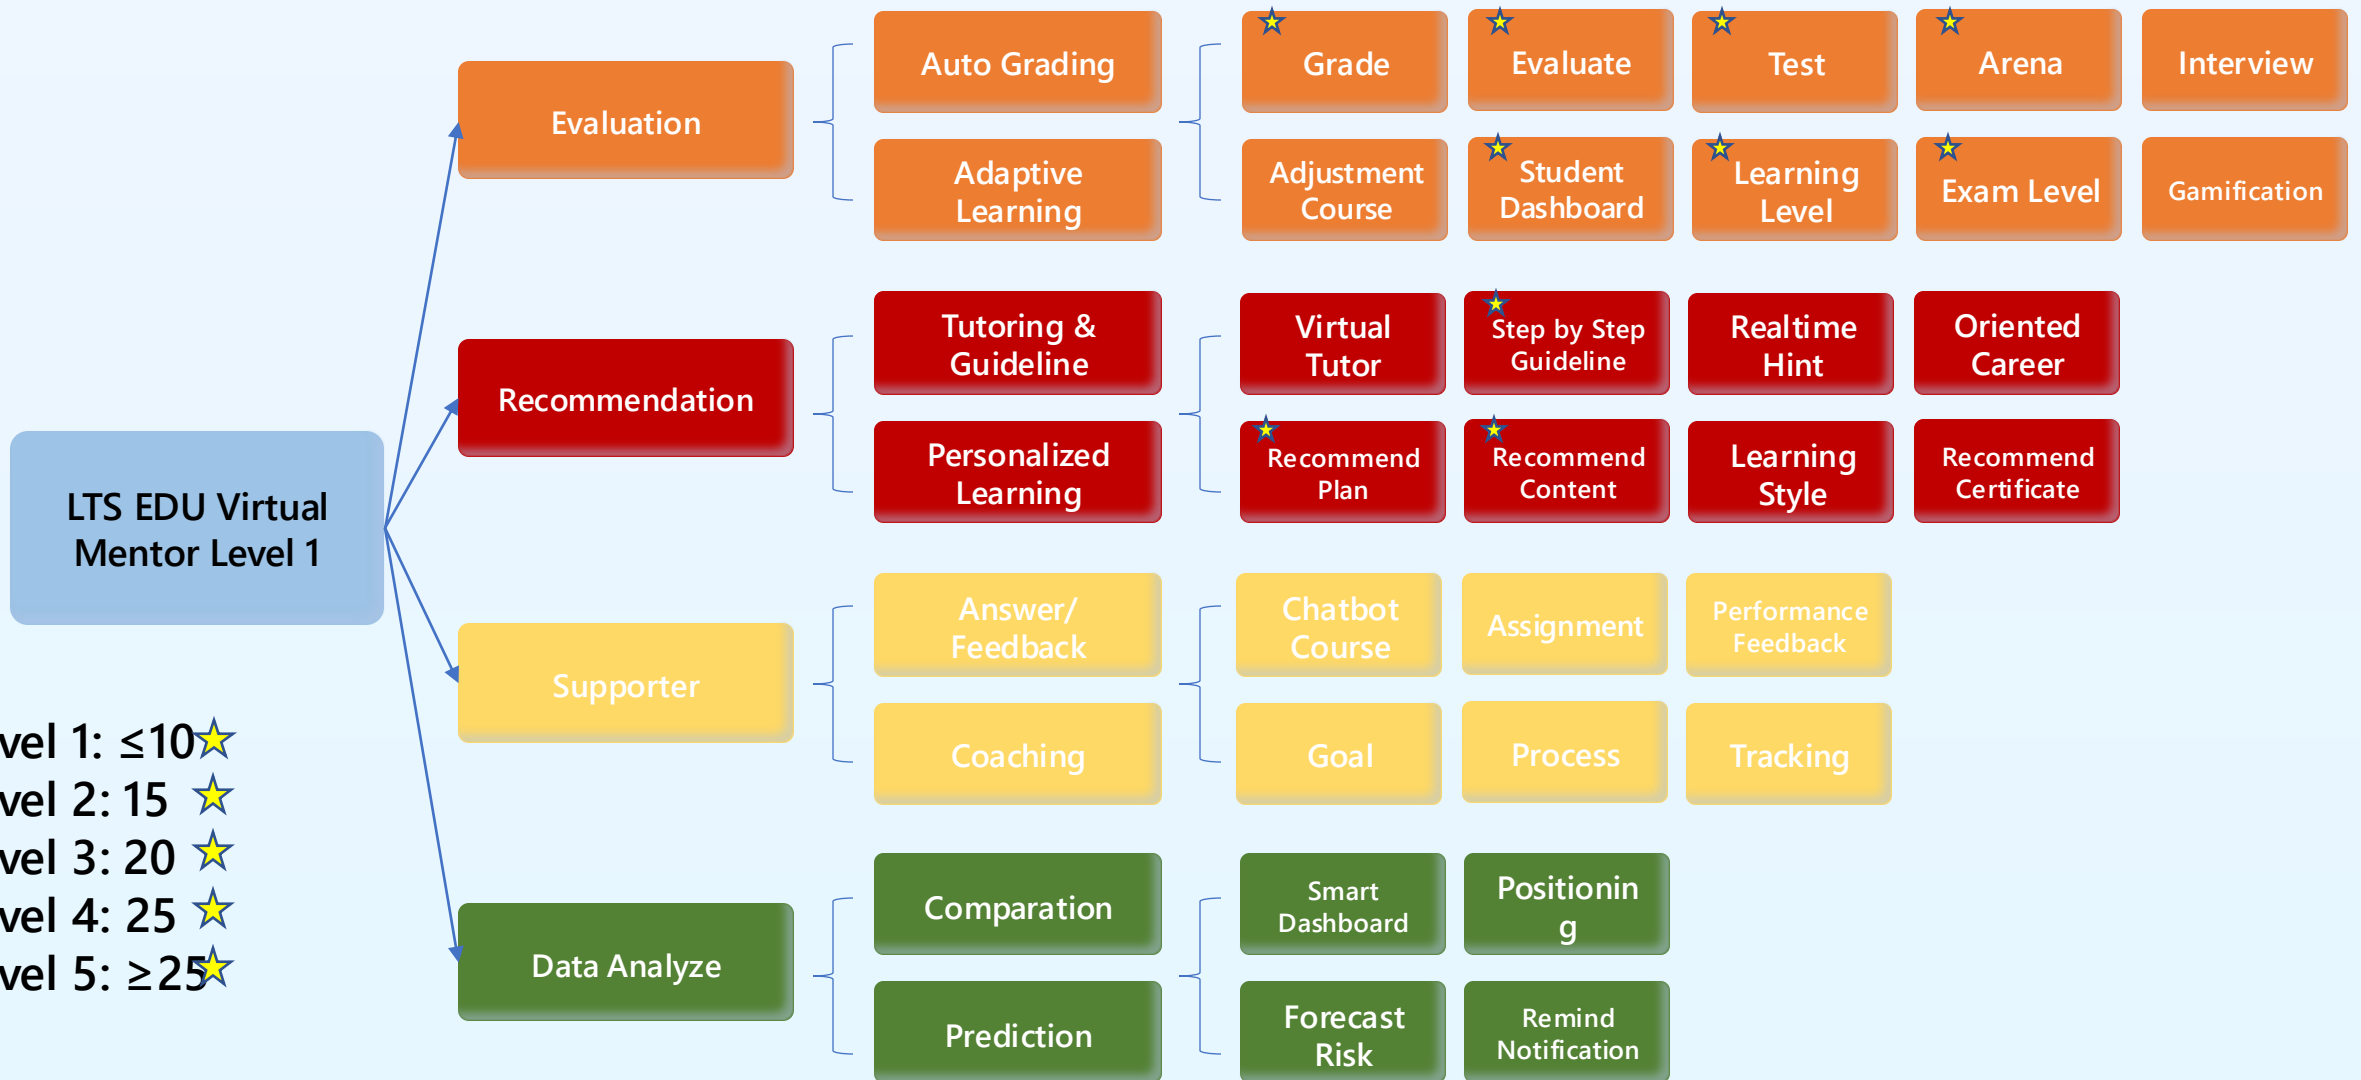 LTS EDU Virtual
Mentor Level 1
Evaluation
Auto Grading
Adaptive
Learning
Grade
Evaluate
Test
Arena
Interview
Adjustment
Course
Student
Dashboard
Learning
Level
Exam Level
Gamification
Recommendation
Tutoring &
Guideline
Personalized
Learning
Virtual
Tutor
Step by Step
Guideline
Realtime
Hint
Oriented
Career
Recommend
Plan
Recommend
Content
Learning
Style
Recommend
Certificate
Supporter
Answer/
Feedback
Coaching
Chatbot
Course
Assignment
Performance
Feedback
Goal
Process
Tracking
Data Analyze
Comparation
Prediction
Smart
Dashboard
Positionin
g
Forecast
Risk
Remind
Notification
vel 1: ≤10
vel 2: 15
vel 3: 20
vel 4: 25
vel 5: ≥25